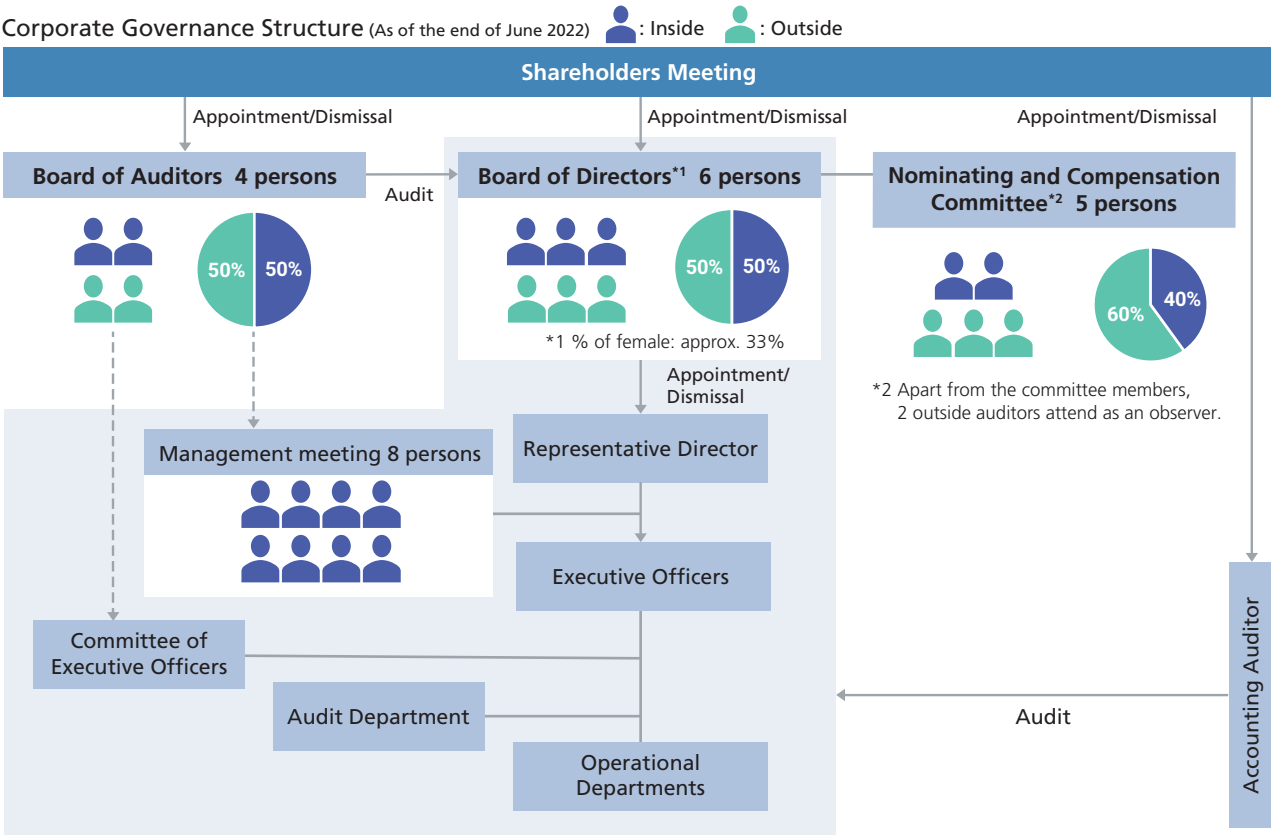 Corporate Governance Structure (As of the end of June 2022) : Inside : Outside
Shareholders Meeting
Appointment/Dismissal
Appointment/Dismissal
Appointment/Dismissal
Board of Auditors 4 persons
Audit
Board of Directors*1 6 persons
Nominating and Compensation
Committee*2 5 persons
50% 50%
50% 50%
60% 40%
*1 % of female: approx. 33%
*2 Apart from the committee members,
2 outside auditors attend as an observer.
Appointment/
Dismissal
Management meeting 8 persons
Representative Director
Executive Officers
Committee of
Executive Officers
Audit Department
Operational
Departments
Audit
Accounting Auditor